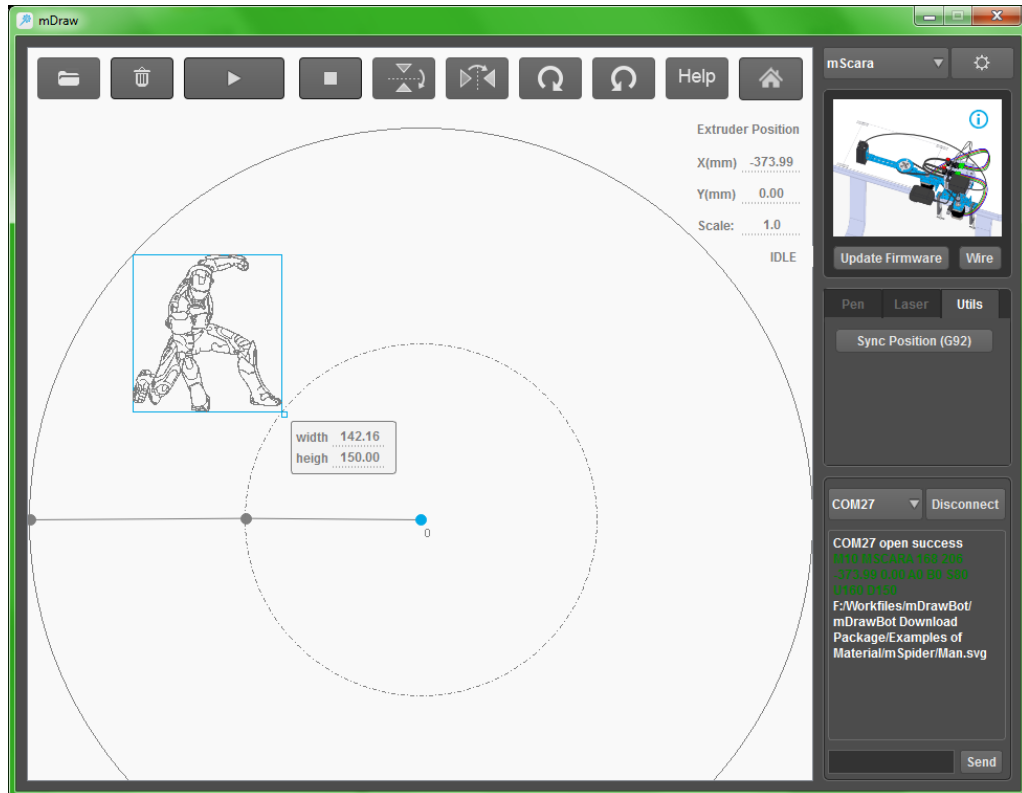 mDraw
Help
Extruder Position
X(mm) -373.99
Y(mm) 0.00
Scale: 1.0
IDLE
width 142.16
heigh 150.00
0
mScara
Update Firmware Wire
Pen Laser Utils
Sync Position (G92)
COM27 Disconnect
COM27 open success
F:/Workfiles/mDrawBot/
mDrawBot Download
Package/Examples of
Material/mSpider/Man.svg
Send